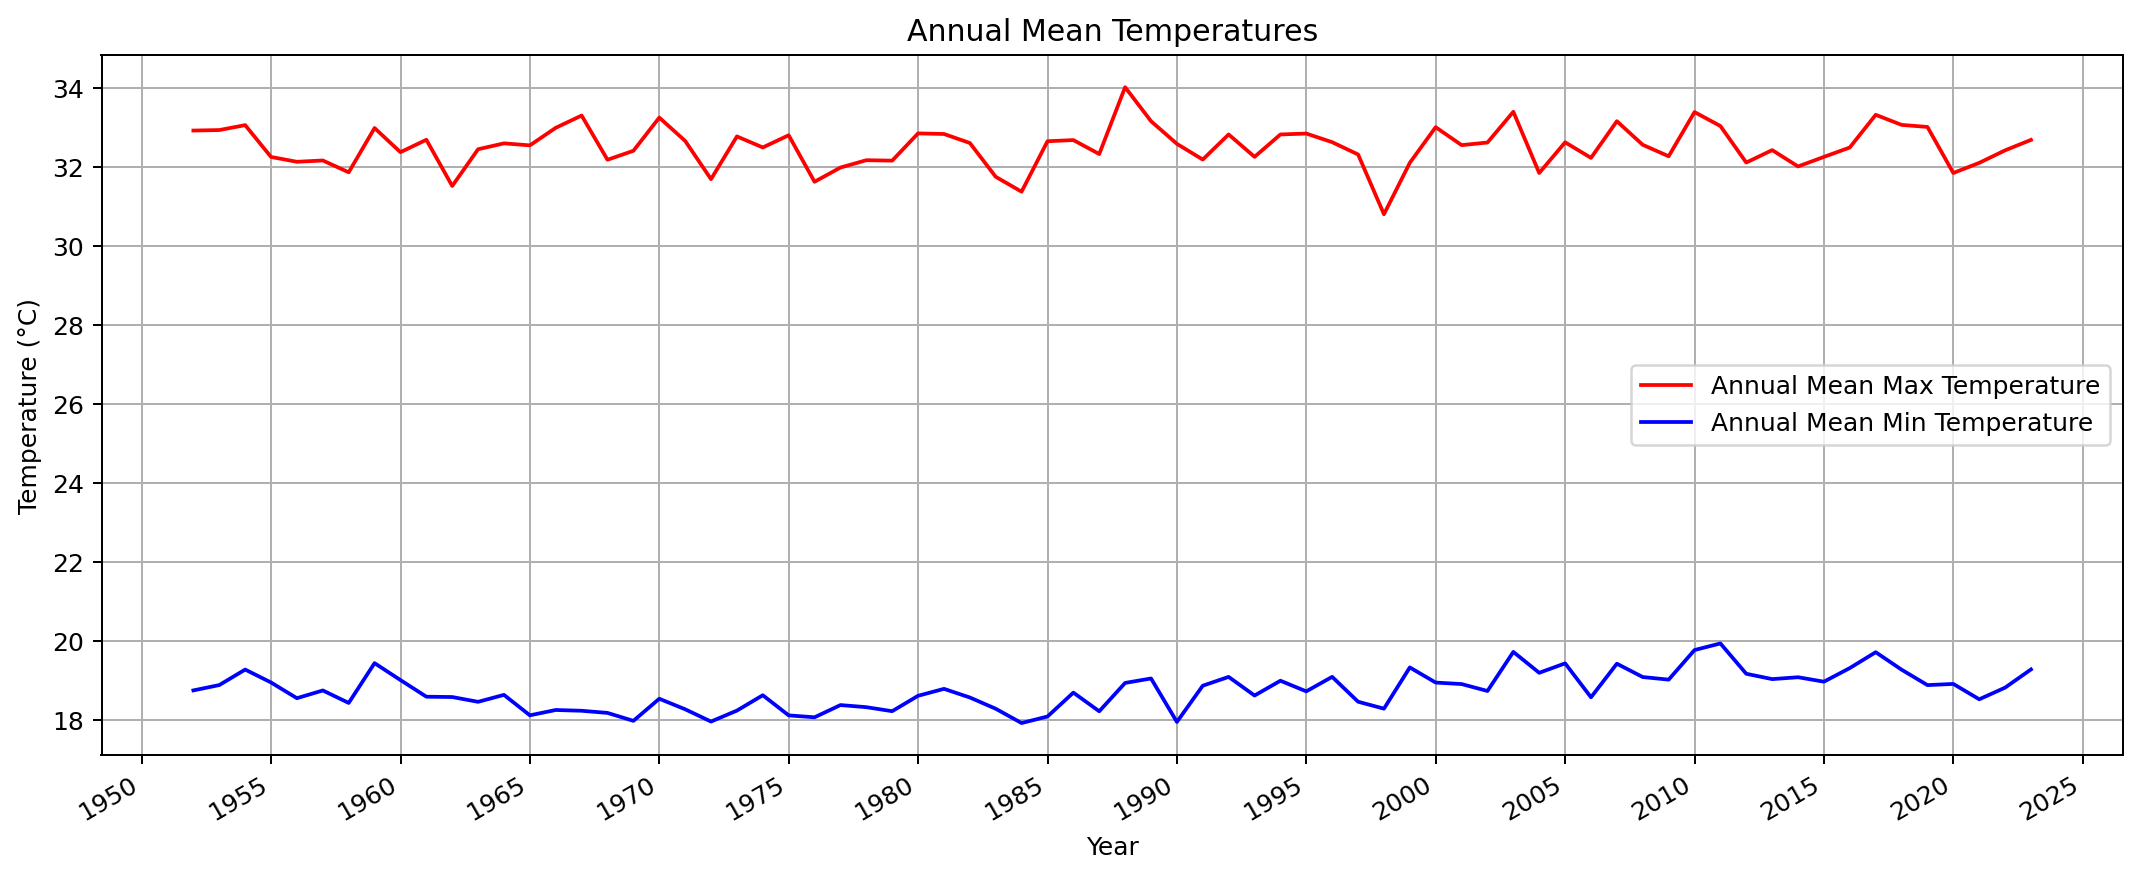 Annual Mean Temperatures
34
32
30
28
26
24
22
20
18
Temperature (°C)
Annual Mean Max Temperature
Annual Mean Min Temperature
1950 1955 1960 1965 1970 1975 1980 1985 1990 1995 2000 2005 2010 2015 2020 2025
Year